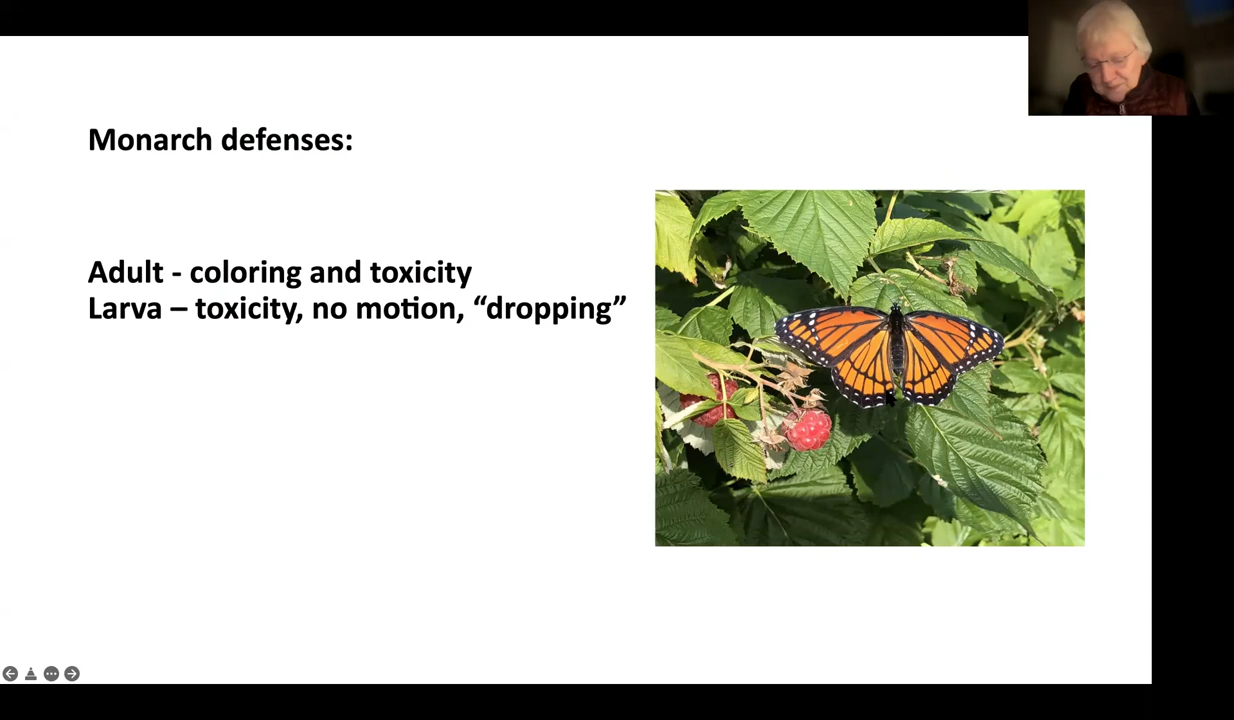 Monarch defenses:
Adult - coloring and toxicity
Larva – toxicity, no motion, “dropping”